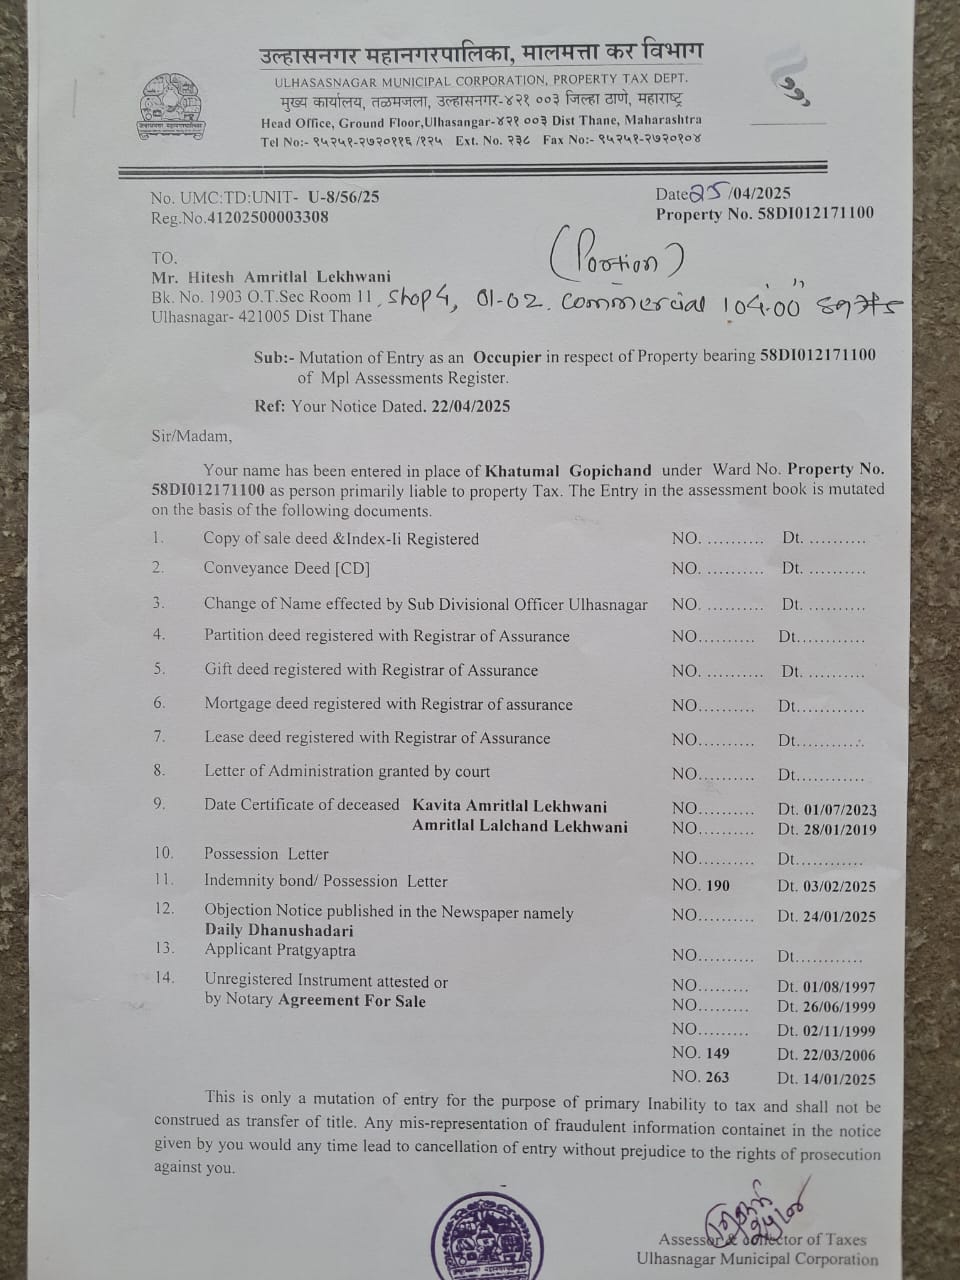 उल्हासनगर महानगरपालिका, मालमत्ता कर विभाग
ULHASASNAGAR MUNICIPAL CORPORATION, PROPERTY TAX DEPT.
मुख्य कार्यालय, तळमजला, उल्हासनगर-४२१ ००३ जिल्हा ठाणे, महाराष्ट्र
Head Office, Ground Floor,Ulhasangar-४२१ ००३ Dist Thane, Maharashtra
Tel No:- ९५२५१-२७२०११६ /१२५ Ext. No. २३८ Fax No:- ९५२५१-२७२०१०४
No. UMC:TD:UNIT- U-8/56/25
Date 25/04/2025
Reg.No.41202500003308
Property No. 58DI012171100
(Portion)
TO.
Mr. Hitesh Amritlal Lekhwani
Bk. No. 1903 O.T.Sec Room 11, Shop 4, 01-02. Commercial 104.00
Ulhasnagar- 421005 Dist Thane
Sub:- Mutation of Entry as an Occupier in respect of Property bearing 58DI012171100
of Mpl Assessments Register.
Ref: Your Notice Dated. 22/04/2025
Sir/Madam,
Your name has been entered in place of Khatumal Gopichand under Ward No. Property No.
58DI012171100 as person primarily liable to property Tax. The Entry in the assessment book is mutated
on the basis of the following documents.
1. Copy of sale deed &Index-Ii Registered NO. .......... Dt. ..........
2. Conveyance Deed [CD] NO. .......... Dt. ..........
3. Change of Name effected by Sub Divisional Officer Ulhasnagar NO. .......... Dt. ..........
4. Partition deed registered with Registrar of Assurance NO.......... Dt............
5. Gift deed registered with Registrar of Assurance NO. .......... Dt. ..........
6. Mortgage deed registered with Registrar of assurance NO.......... Dt............
7. Lease deed registered with Registrar of Assurance NO.......... Dt............
8. Letter of Administration granted by court NO.......... Dt............
9. Date Certificate of deceased Kavita Amritlal Lekhwani NO.......... Dt. 01/07/2023
Amritlal Lalchand Lekhwani NO.......... Dt. 28/01/2019
10. Possession Letter NO.......... Dt............
11. Indemnity bond/ Possession Letter NO. 190 Dt. 03/02/2025
12. Objection Notice published in the Newspaper namely NO.......... Dt. 24/01/2025
Daily Dhanushadari
13. Applicant Pratgyaptra NO.......... Dt............
14. Unregistered Instrument attested or NO......... Dt. 01/08/1997
by Notary Agreement For Sale NO......... Dt. 26/06/1999
NO......... Dt. 02/11/1999
NO. 149 Dt. 22/03/2006
NO. 263 Dt. 14/01/2025
This is only a mutation of entry for the purpose of primary Inability to tax and shall not be
construed as transfer of title. Any mis-representation of fraudulent information containet in the notice
given by you would any time lead to cancellation of entry without prejudice to the rights of prosecution
against you.
Assessor & Collector of Taxes
Ulhasnagar Municipal Corporation